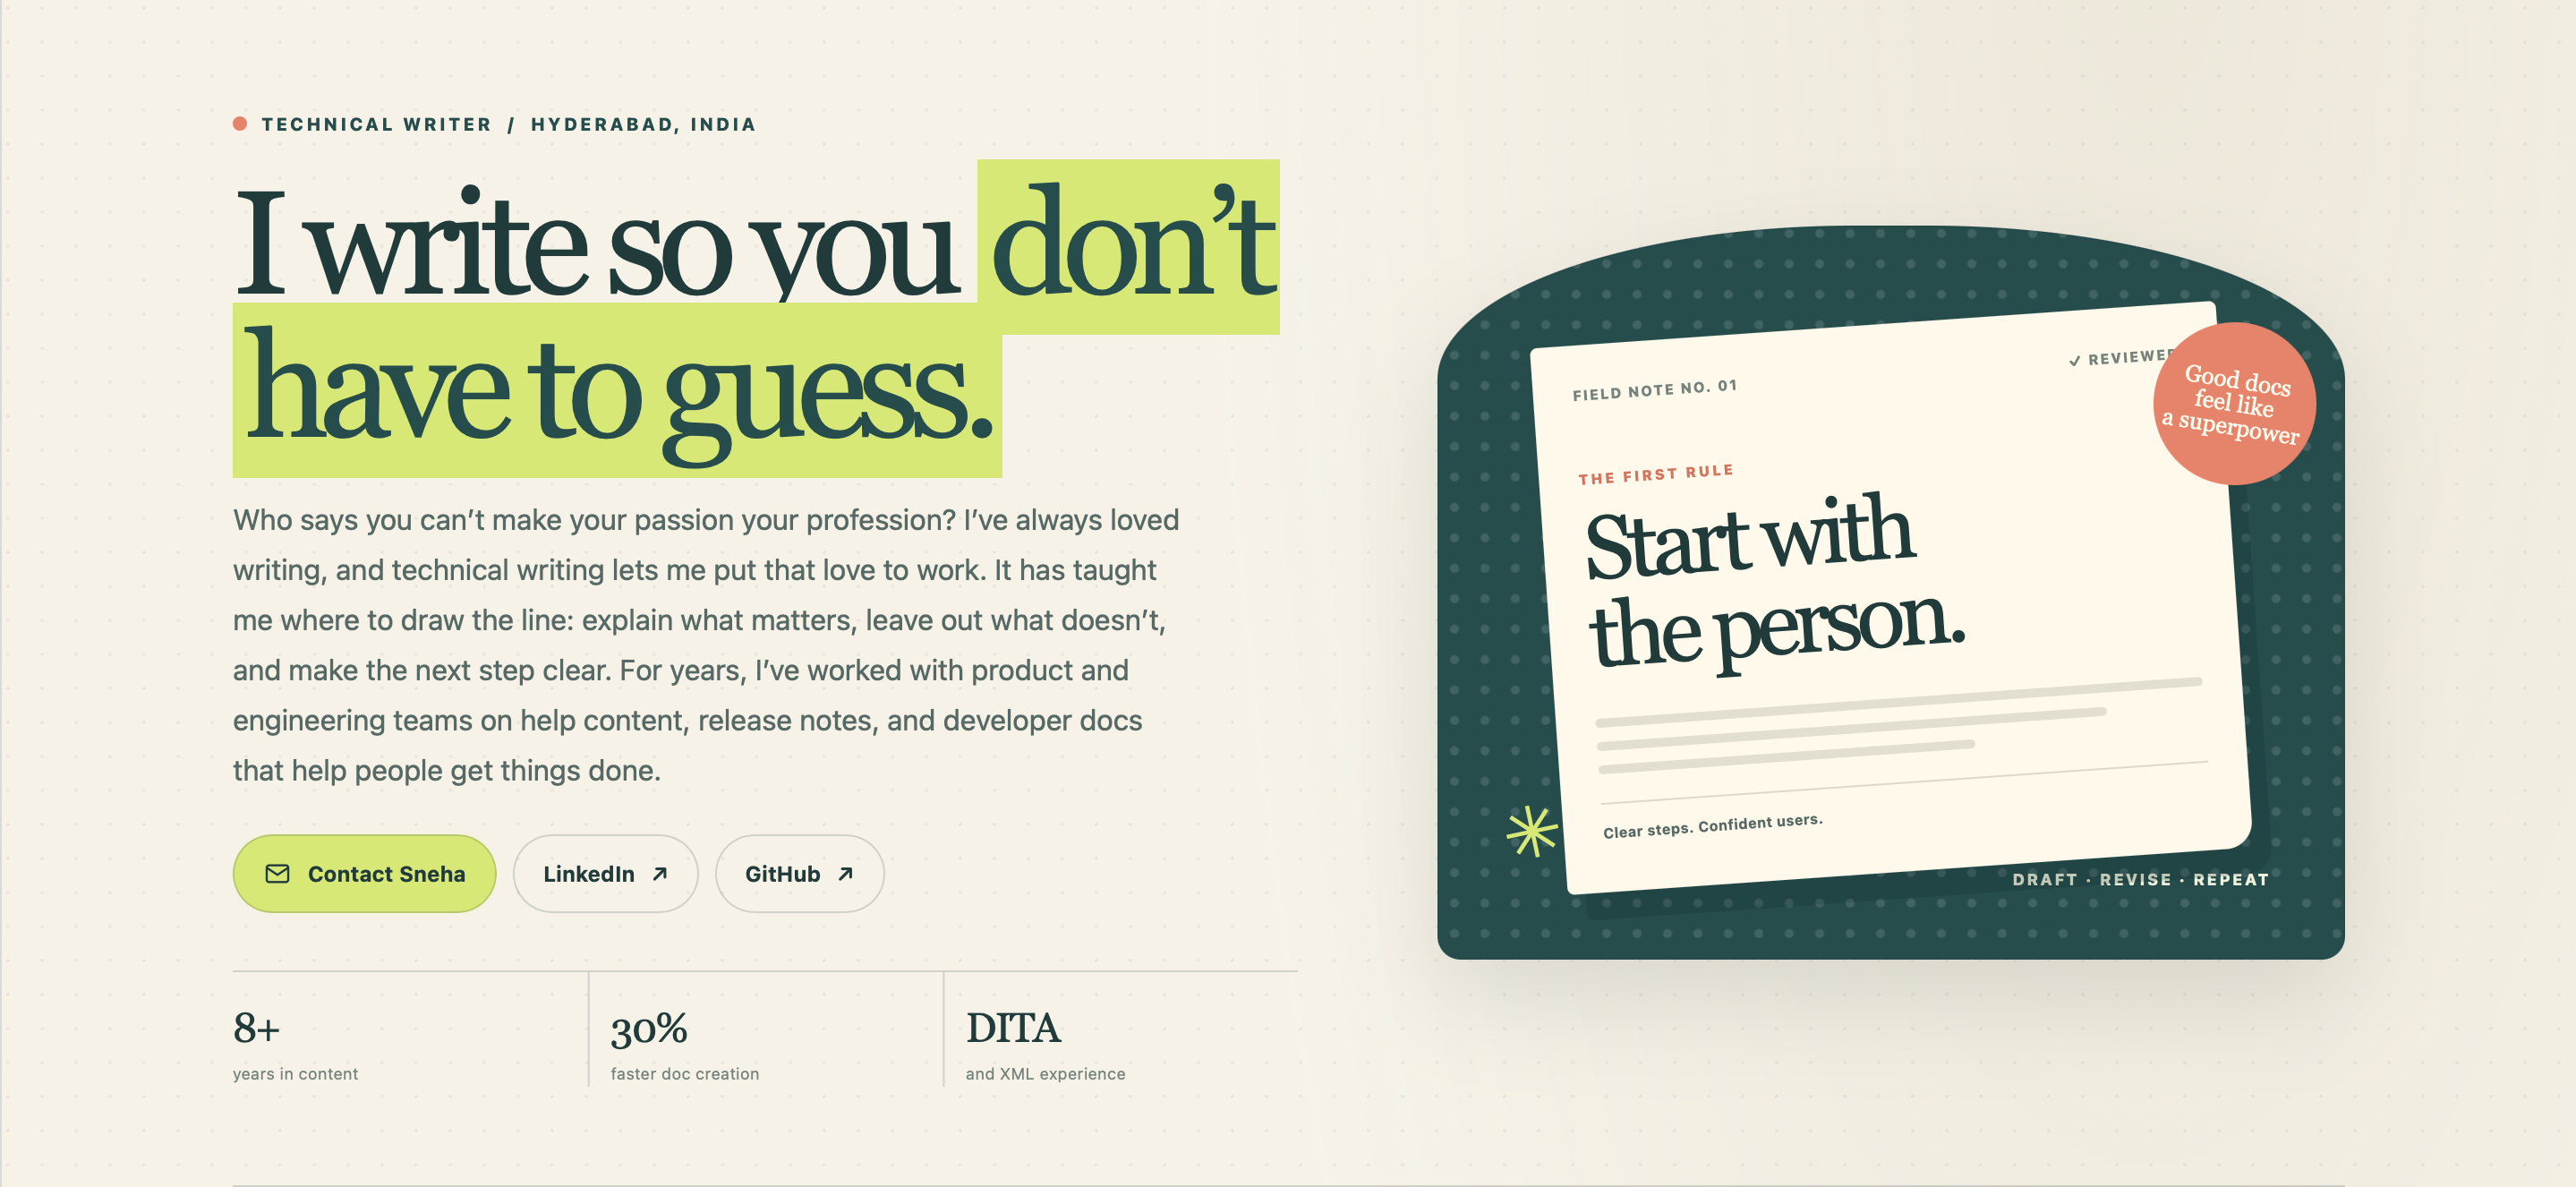 TECHNICAL WRITER / HYDERABAD, INDIA
I write so you don’t
have to guess.
Who says you can’t make your passion your profession? I’ve always loved
writing, and technical writing lets me put that love to work. It has taught
me where to draw the line: explain what matters, leave out what doesn’t,
and make the next step clear. For years, I’ve worked with product and
engineering teams on help content, release notes, and developer docs
that help people get things done.
Contact Sneha
LinkedIn
GitHub
8+
years in content
30%
faster doc creation
DITA
and XML experience
FIELD NOTE NO. 01
✓ REVIEWE
Good docs
feel like
a superpower
THE FIRST RULE
Start with
the person.
Clear steps. Confident users.
DRAFT · REVISE · REPEAT